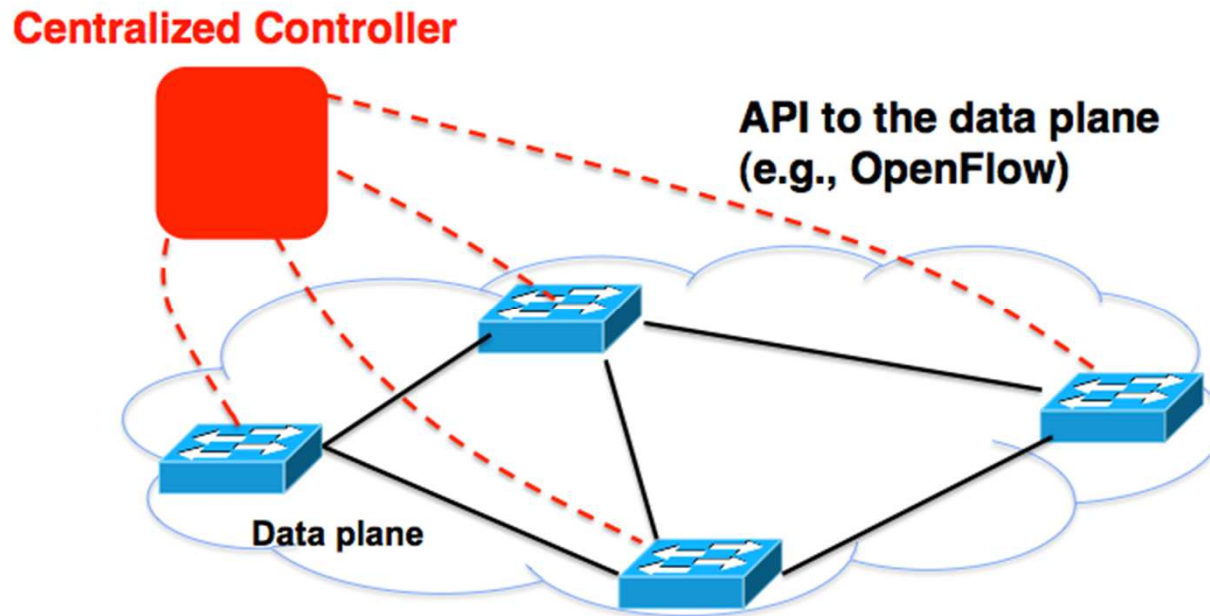 Centralized Controller
API to the data plane
(e.g., OpenFlow)
Data plane